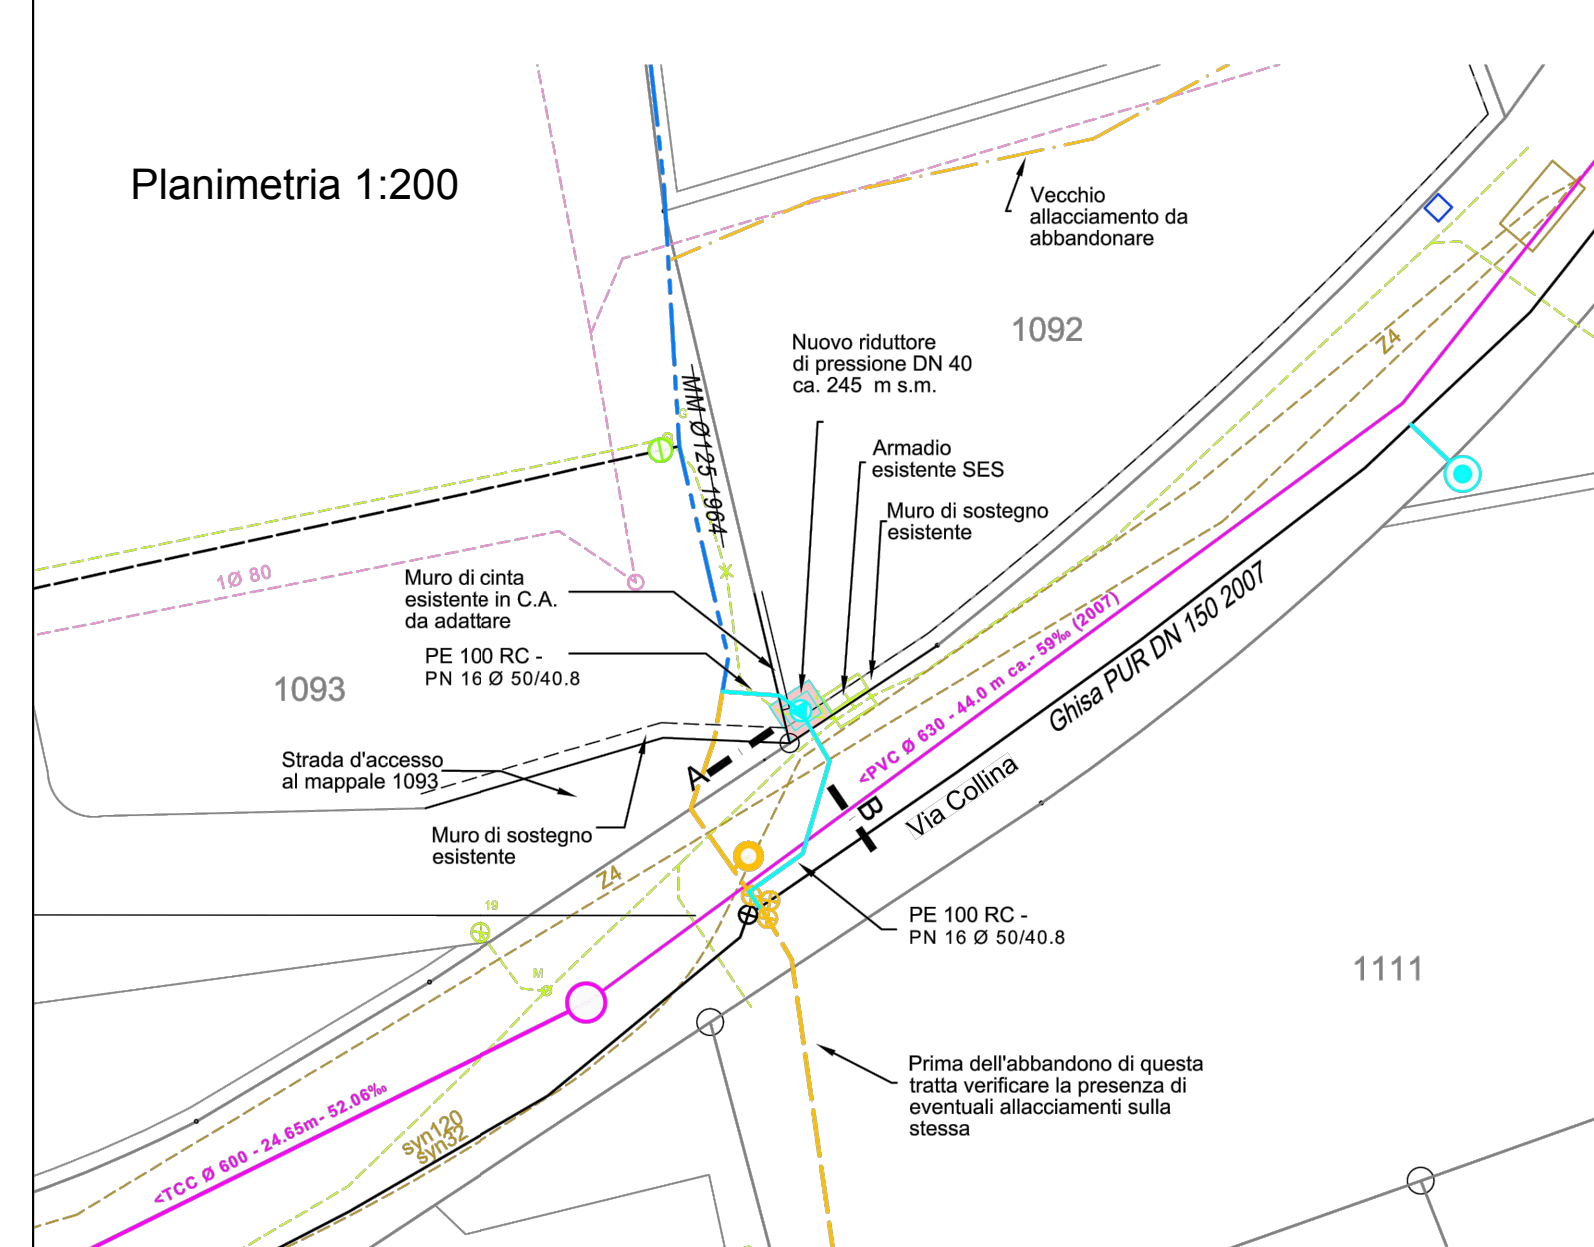 Planimetria 1:200
Vecchio
allacciamento da
abbandonare
1092
Z4
Nuovo riduttore
di pressione DN 40
ca. 245 m s.m.
MM Ø125 1964
G
Armadio
esistente SES
Muro di sostegno
esistente
1Ø 80
Muro di cinta
esistente in C.A.
da adattare
PE 100 RC -
PN 16 Ø 50/40.8
1093
<PVC Ø 630 - 44.0 m ca.- 59‰ (2007)
Ghisa PUR DN 150 2007
Strada d'accesso
al mappale 1093
A
B
Via Collina
Muro di sostegno
esistente
Z4
19
M
PE 100 RC -
PN 16 Ø 50/40.8
1111
Prima dell'abbandono di questa
tratta verificare la presenza di
eventuali allacciamenti sulla
stessa
<TCC Ø 600 - 24.65m- 52.06‰
syn120
syn32